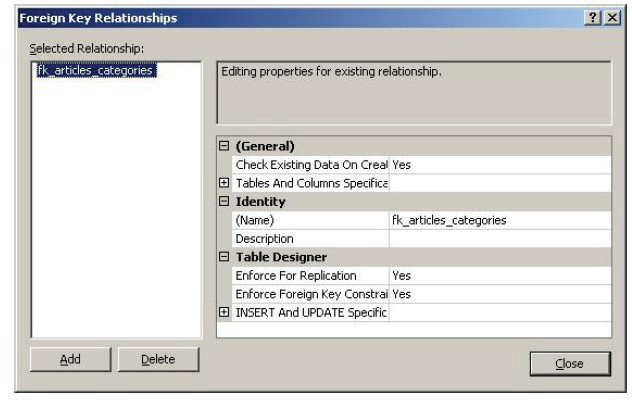 Foreign Key Relationships
Selected Relationship:
fk_articles_categories
Editing properties for existing relationship.
(General)
Check Existing Data On Creat Yes
Tables And Columns Specifica
Identity
(Name) fk_articles_categories
Description
Table Designer
Enforce For Replication Yes
Enforce Foreign Key Constrai Yes
INSERT And UPDATE Specific
Add Delete
Close